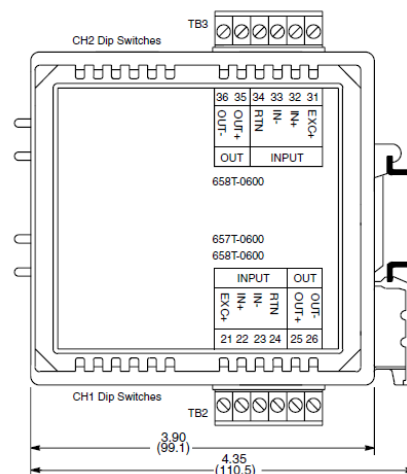 TB3
CH2 Dip Switches
36 35 34 33 32 31
OUT- OUT+ RTN IN- IN+ EXC+
OUT INPUT
658T-0600
657T-0600
658T-0600
INPUT OUT
EXC+ IN+ IN- RTN OUT+ OUT-
21 22 23 24 25 26
CH1 Dip Switches
TB2
3.90
(99.1)
4.35
(110.5)